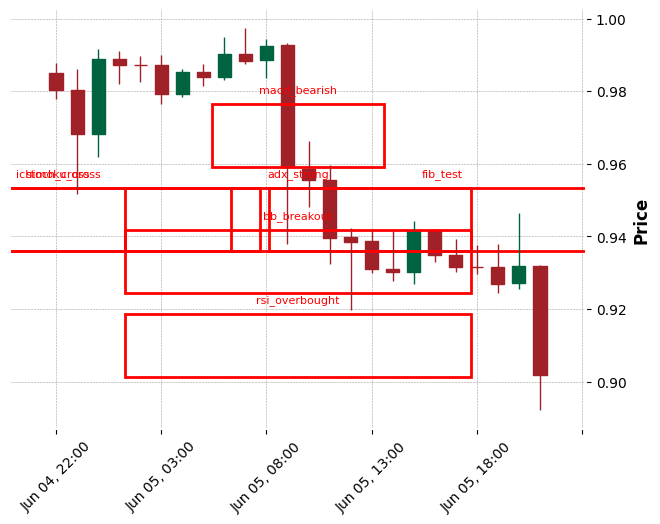 1.00
0.98
macd_bearish
0.96
stoch_cross
adx_strong
fib_test
bb_breakout
0.94
Price
0.92
rsi_overbought
0.90
Jun 04, 22:00
Jun 05, 03:00
Jun 05, 08:00
Jun 05, 13:00
Jun 05, 18:00